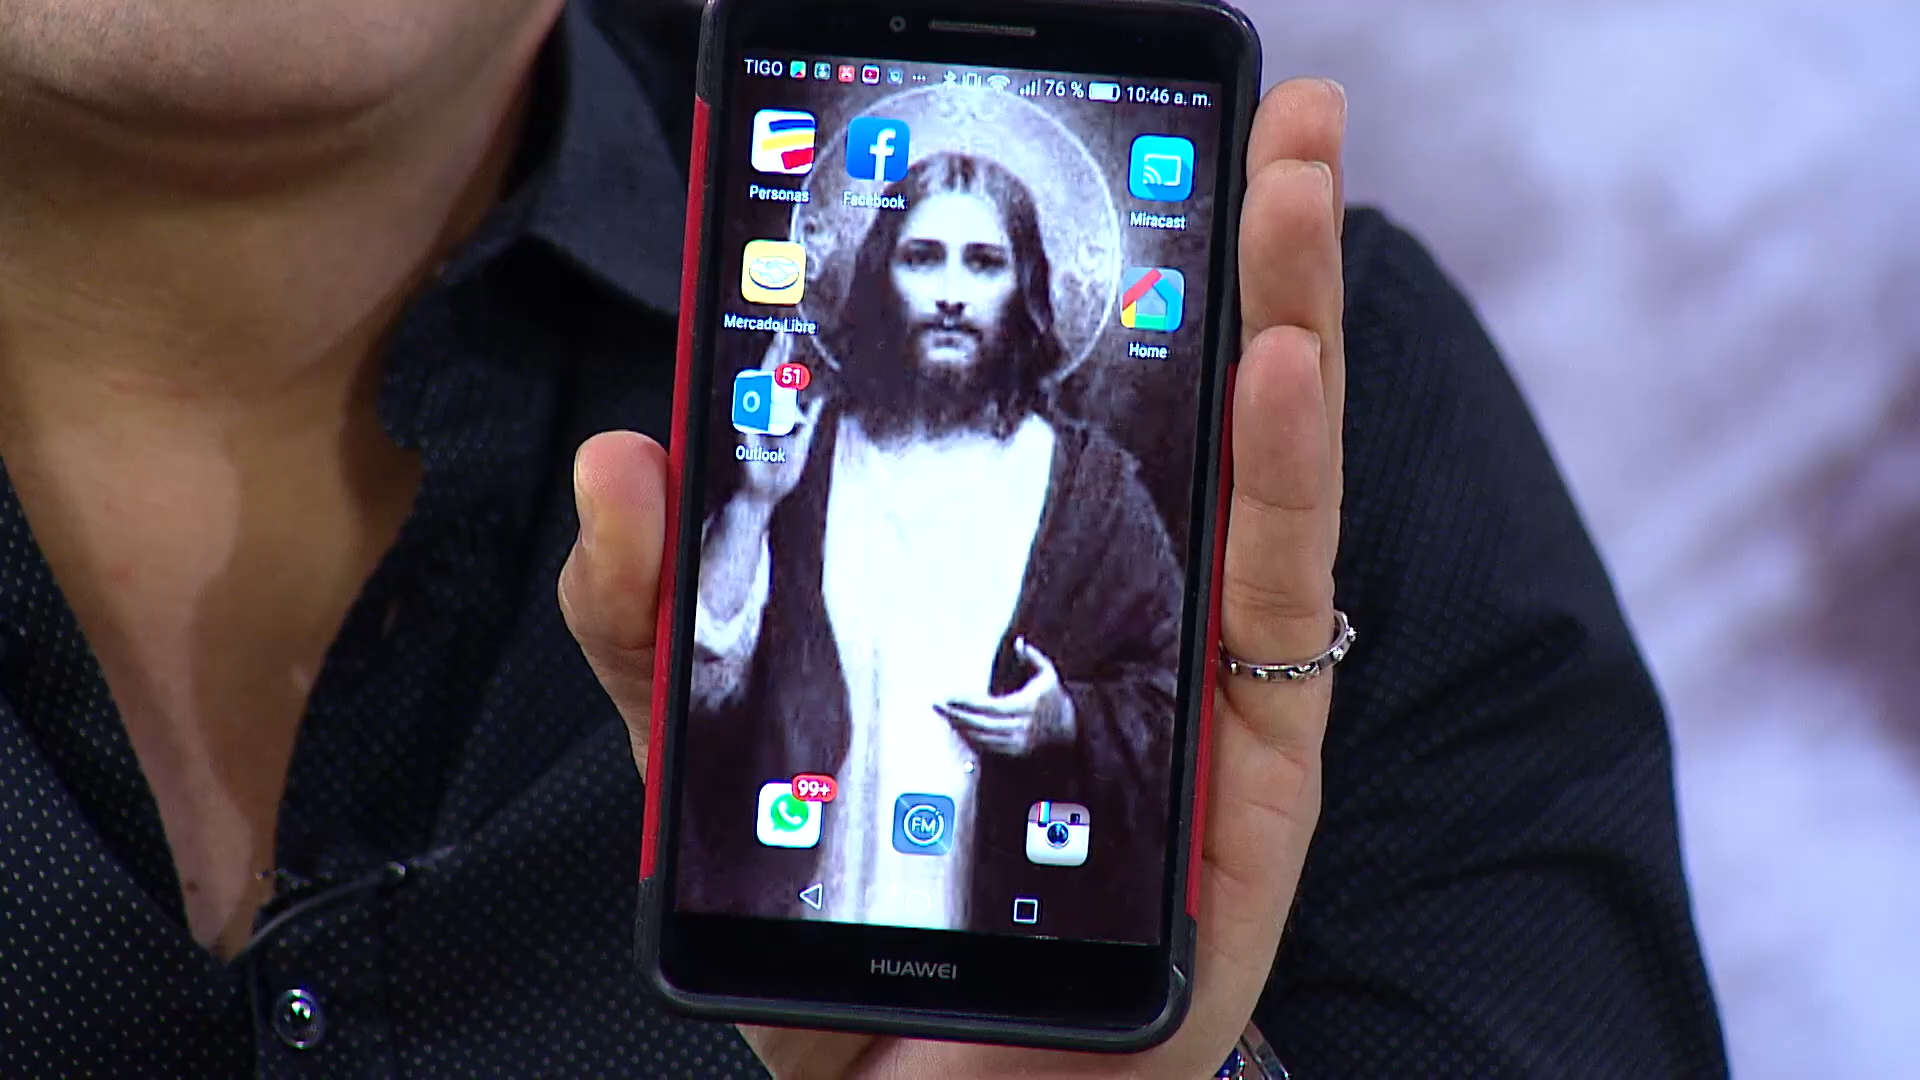 TIGO 76 % 10:46 a. m.
Personas
Facebook
Miracast
Mercado Libre
Home
51
Outlook
99+
FM
HUAWEI